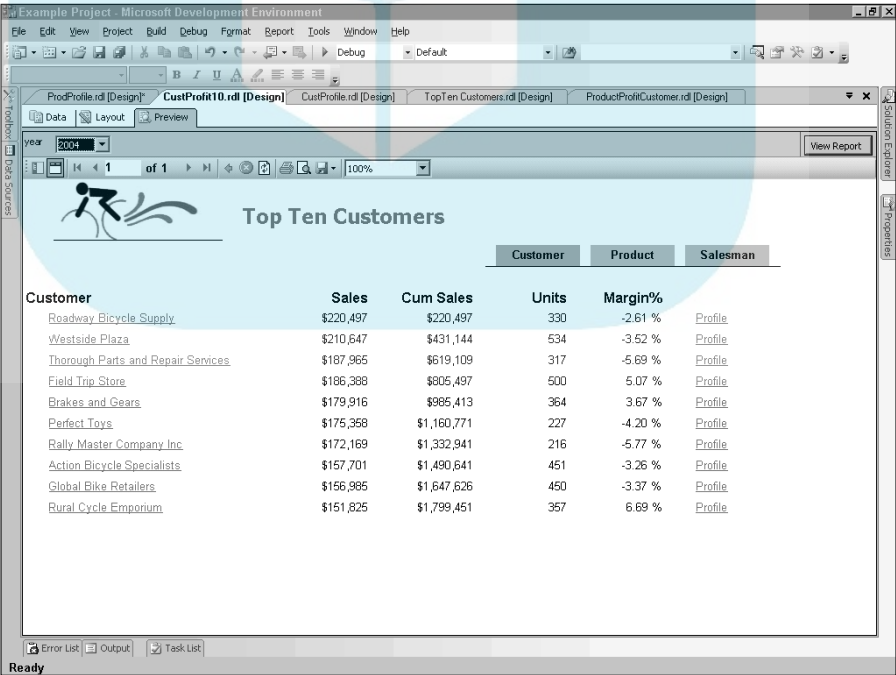 Example Project - Microsoft Development Environment
File Edit View Project Build Debug Format Report Tools Window Help
Debug Default
B I U A
ProdProfile.rdl [Design]* CustProfit10.rdl [Design] CustProfile.rdl [Design] TopTen Customers.rdl [Design] ProductProfitCustomer.rdl [Design]
Data Layout Preview
year 2004 View Report
1 of 1 100%
Toolbox
Data Sources
Solution Explorer
Properties
Top Ten Customers
Customer Product Salesman
Customer Sales Cum Sales Units Margin%
Roadway Bicycle Supply $220,497 $220,497 330 -2.61 % Profile
Westside Plaza $210,647 $431,144 534 -3.52 % Profile
Thorough Parts and Repair Services $187,965 $619,109 317 -5.69 % Profile
Field Trip Store $186,388 $805,497 500 5.07 % Profile
Brakes and Gears $179,916 $985,413 364 3.67 % Profile
Perfect Toys $175,358 $1,160,771 227 -4.20 % Profile
Rally Master Company Inc $172,169 $1,332,941 216 -5.77 % Profile
Action Bicycle Specialists $157,701 $1,490,641 451 -3.26 % Profile
Global Bike Retailers $156,985 $1,647,626 450 -3.37 % Profile
Rural Cycle Emporium $151,825 $1,799,451 357 6.69 % Profile
Error List Output Task List
Ready